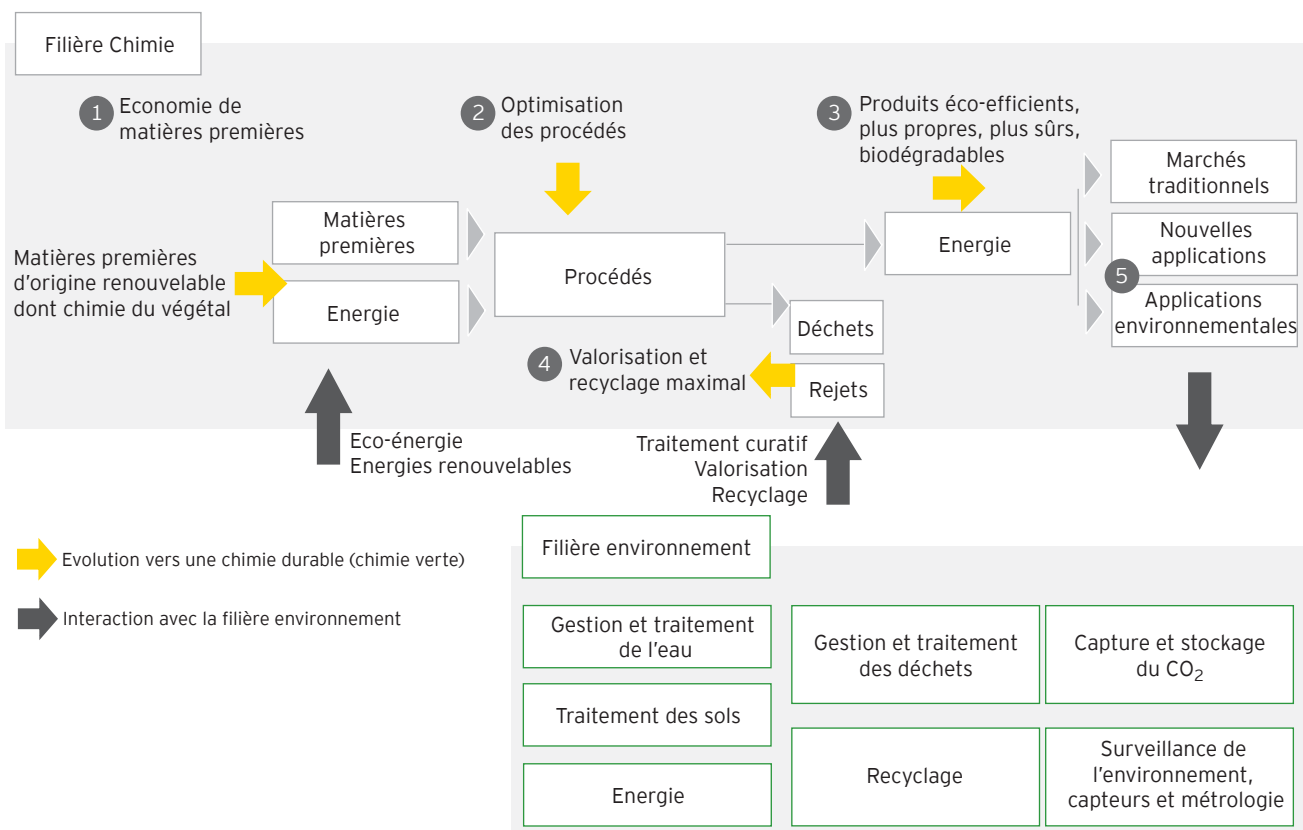 Filière Chimie
1 Economie de
matières premières
2 Optimisation
des procédés
3 Produits éco-efficients,
plus propres, plus sûrs,
biodégradables
Matières premières
d'origine renouvelable
dont chimie du végétal
Matières
premières
Energie
Procédés
Energie
Marchés
traditionnels
Nouvelles
applications
5
Applications
environnementales
Déchets
Rejets
4 Valorisation et
recyclage maximal
Eco-énergie
Energies renouvelables
Traitement curatif
Valorisation
Recyclage
Evolution vers une chimie durable (chimie verte)
Interaction avec la filière environnement
Filière environnement
Gestion et traitement
de l'eau
Traitement des sols
Energie
Gestion et traitement
des déchets
Recyclage
Capture et stockage
du CO2
Surveillance de
l'environnement,
capteurs et métrologie